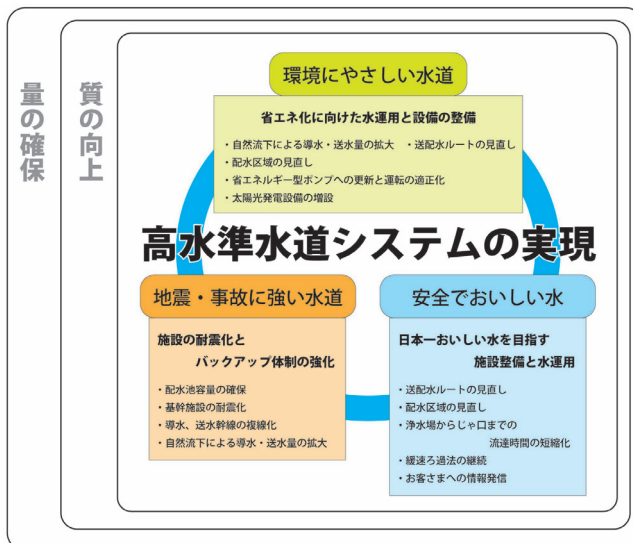 量の確保
質の向上
環境にやさしい水道
省エネ化に向けた水運用と設備の整備
・自然流下による導水・送水量の拡大　・送配水ルートの見直し
・配水区域の見直し
・省エネルギー型ポンプへの更新と運転の適正化
・太陽光発電設備の増設
高水準水道システムの実現
地震・事故に強い水道
施設の耐震化と
バックアップ体制の強化
・配水池容量の確保
・基幹施設の耐震化
・導水、送水幹線の複線化
・自然流下による導水・送水量の拡大
安全でおいしい水
日本一おいしい水を目指す
施設整備と水運用
・送配水ルートの見直し
・配水区域の見直し
・浄水場からじゃ口までの
流達時間の短縮化
・緩速ろ過法の継続
・お客さまへの情報発信